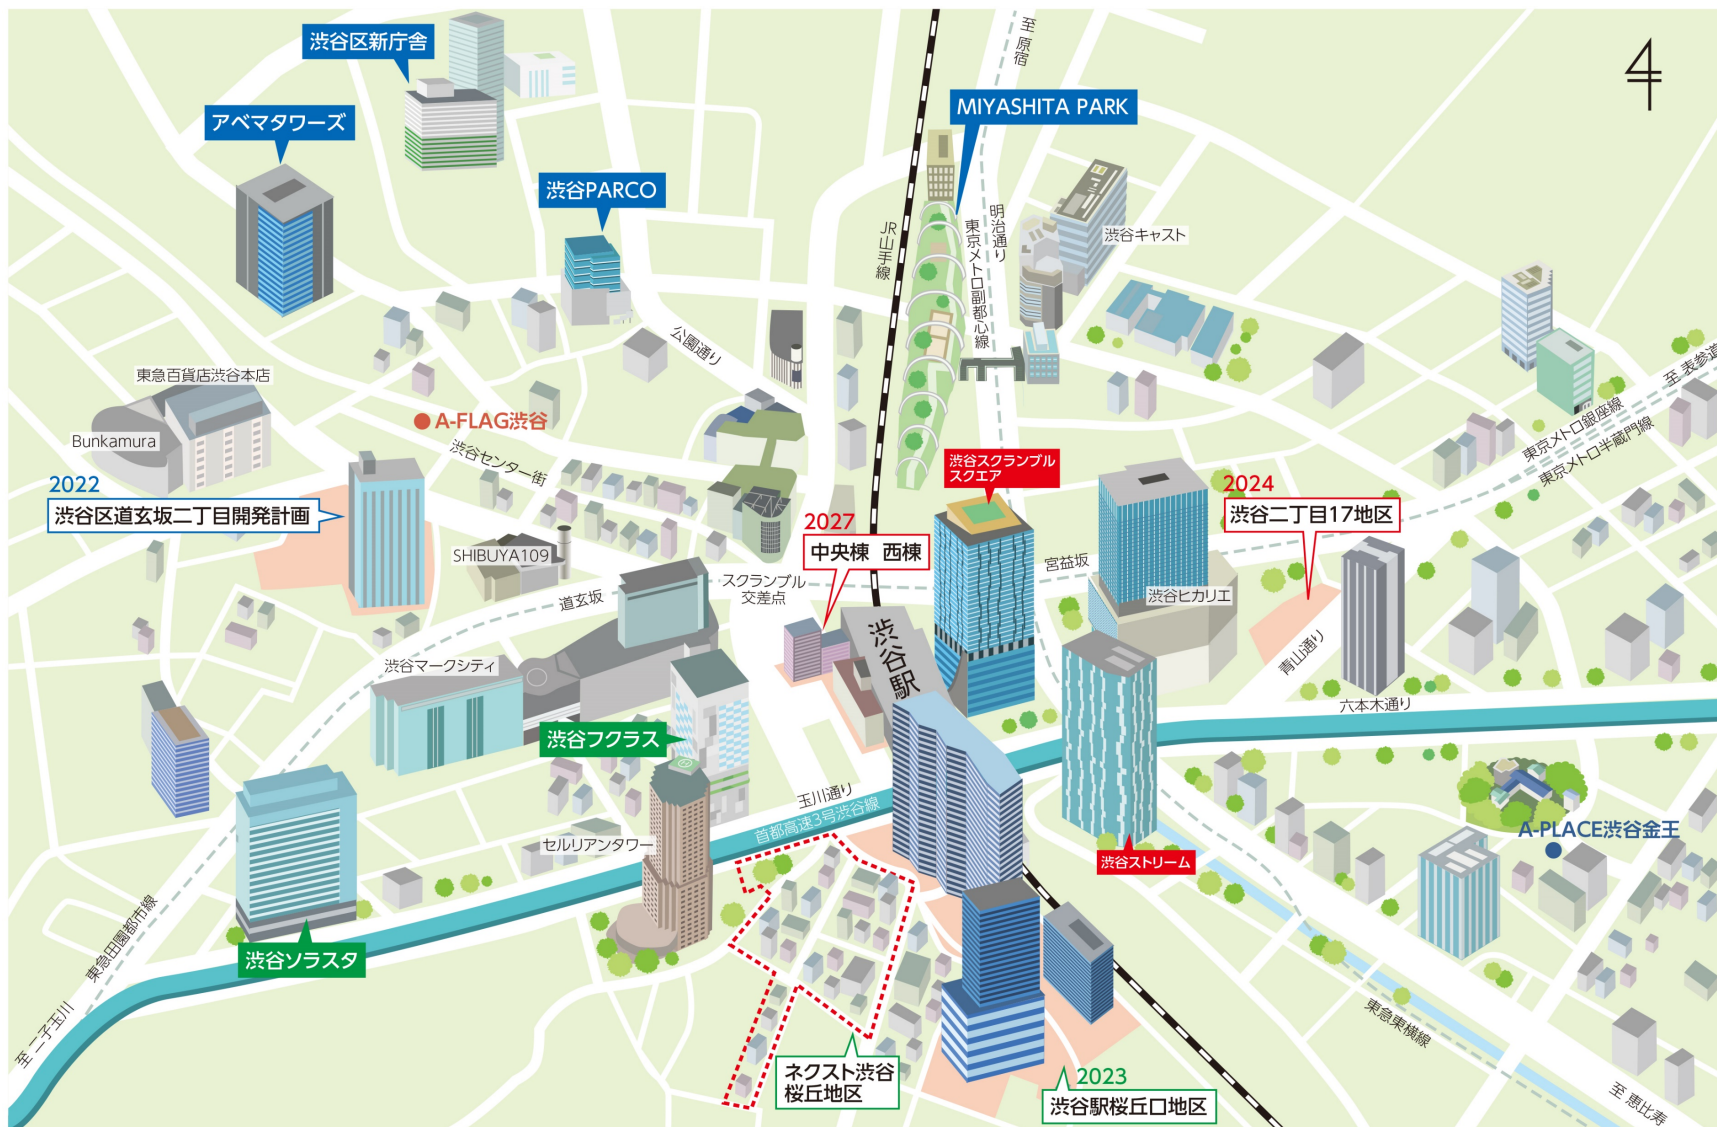 渋谷区新庁舎
至 原宿
アベマタワーズ
MIYASHITA PARK
渋谷PARCO
JR山手線
東京メトロ副都心線
明治通り
渋谷キャスト
公園通り
東急百貨店渋谷本店
Bunkamura
A-FLAG渋谷
渋谷センター街
至 表参道
東京メトロ銀座線
東京メトロ半蔵門線
2022
渋谷区道玄坂二丁目開発計画
渋谷スクランブル
スクエア
2024
渋谷二丁目17地区
2027
中央棟 西棟
SHIBUYA109
スクランブル
交差点
宮益坂
道玄坂
渋谷ヒカリエ
渋谷駅
青山通り
渋谷マークシティ
六本木通り
渋谷フクラス
玉川通り
首都高速3号渋谷線
セルリアンタワー
A-PLACE渋谷金王
渋谷ストリーム
東急田園都市線
渋谷ソラスタ
至 二子玉川
東急東横線
ネクスト渋谷
桜丘地区
2023
渋谷駅桜丘口地区
至 恵比寿